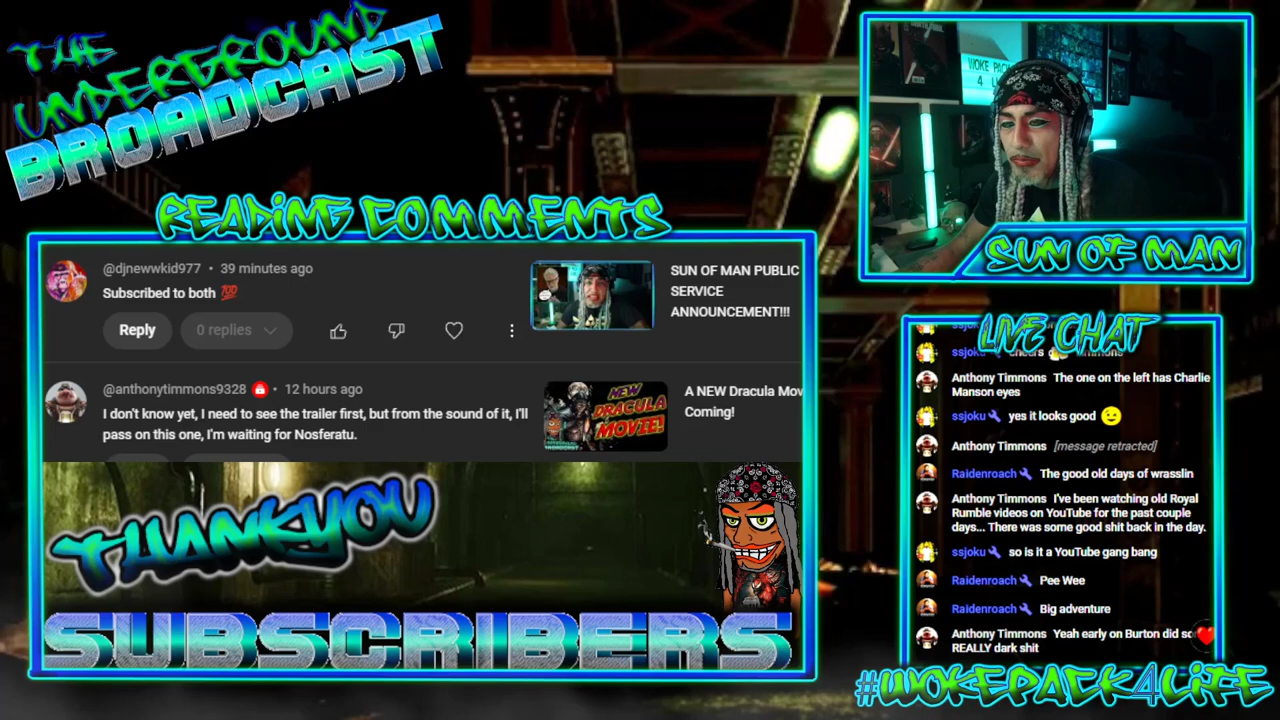 THE
UNDERGROUND
BROADCAST
READING COMMENTS
@djnewwkid977 • 39 minutes ago
Subscribed to both 💯
Reply
0 replies
SUN OF MAN PUBLIC
SERVICE
ANNOUNCEMENT!!!
@anthonytimmons9328 • 12 hours ago
I don't know yet, I need to see the trailer first, but from the sound of it, I'll
pass on this one, I'm waiting for Nosferatu.
NEW
DRACULA
MOVIE!
A NEW Dracula Mov
Coming!
THANKYOU
SUBSCRIBERS
WOKE PACK
4 L
SUN OF MAN
LIVE CHAT
Anthony Timmons The one on the left has Charlie
Manson eyes
ssjoku yes it looks good 😉
Anthony Timmons [message retracted]
Raidenroach The good old days of wrasslin
Anthony Timmons I've been watching old Royal
Rumble videos on YouTube for the past couple
days... There was some good shit back in the day.
ssjoku so is it a YouTube gang bang
Raidenroach Pee Wee
Raidenroach Big adventure
Anthony Timmons Yeah early on Burton did so
REALLY dark shit
#WOKEPACK4LIFE